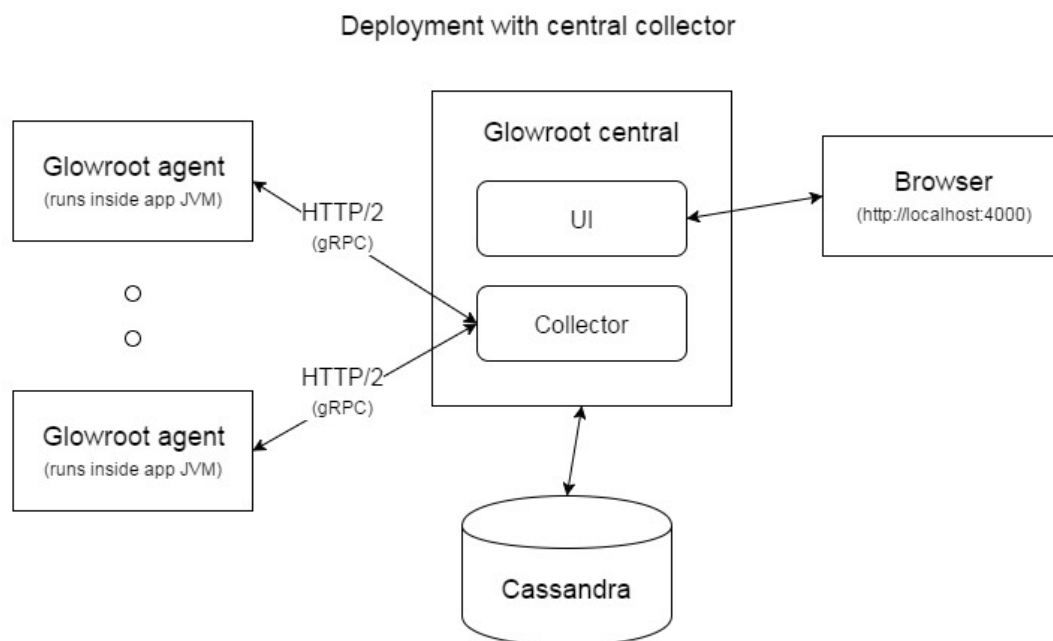 Deployment with central collector
Glowroot agent
(runs inside app JVM)
HTTP/2
(gRPC)
HTTP/2
(gRPC)
Glowroot agent
(runs inside app JVM)
Glowroot central
UI
Collector
Browser
(http://localhost:4000)
Cassandra